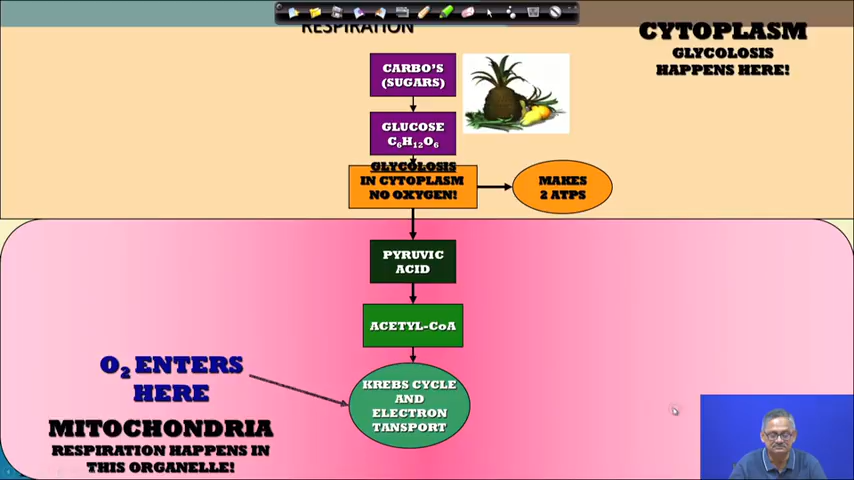 RESPIRATION
CYTOPLASM
GLYCOLOSIS
HAPPENS HERE!
CARBO'S
(SUGARS)
GLUCOSE
C₆H₁₂O₆
GLYCOLOSIS
IN CYTOPLASM
NO OXYGEN!
MAKES
2 ATPS
PYRUVIC
ACID
ACETYL-CoA
O₂ ENTERS
HERE
KREBS CYCLE
AND
ELECTRON
TANSPORT
MITOCHONDRIA
RESPIRATION HAPPENS IN
THIS ORGANELLE!